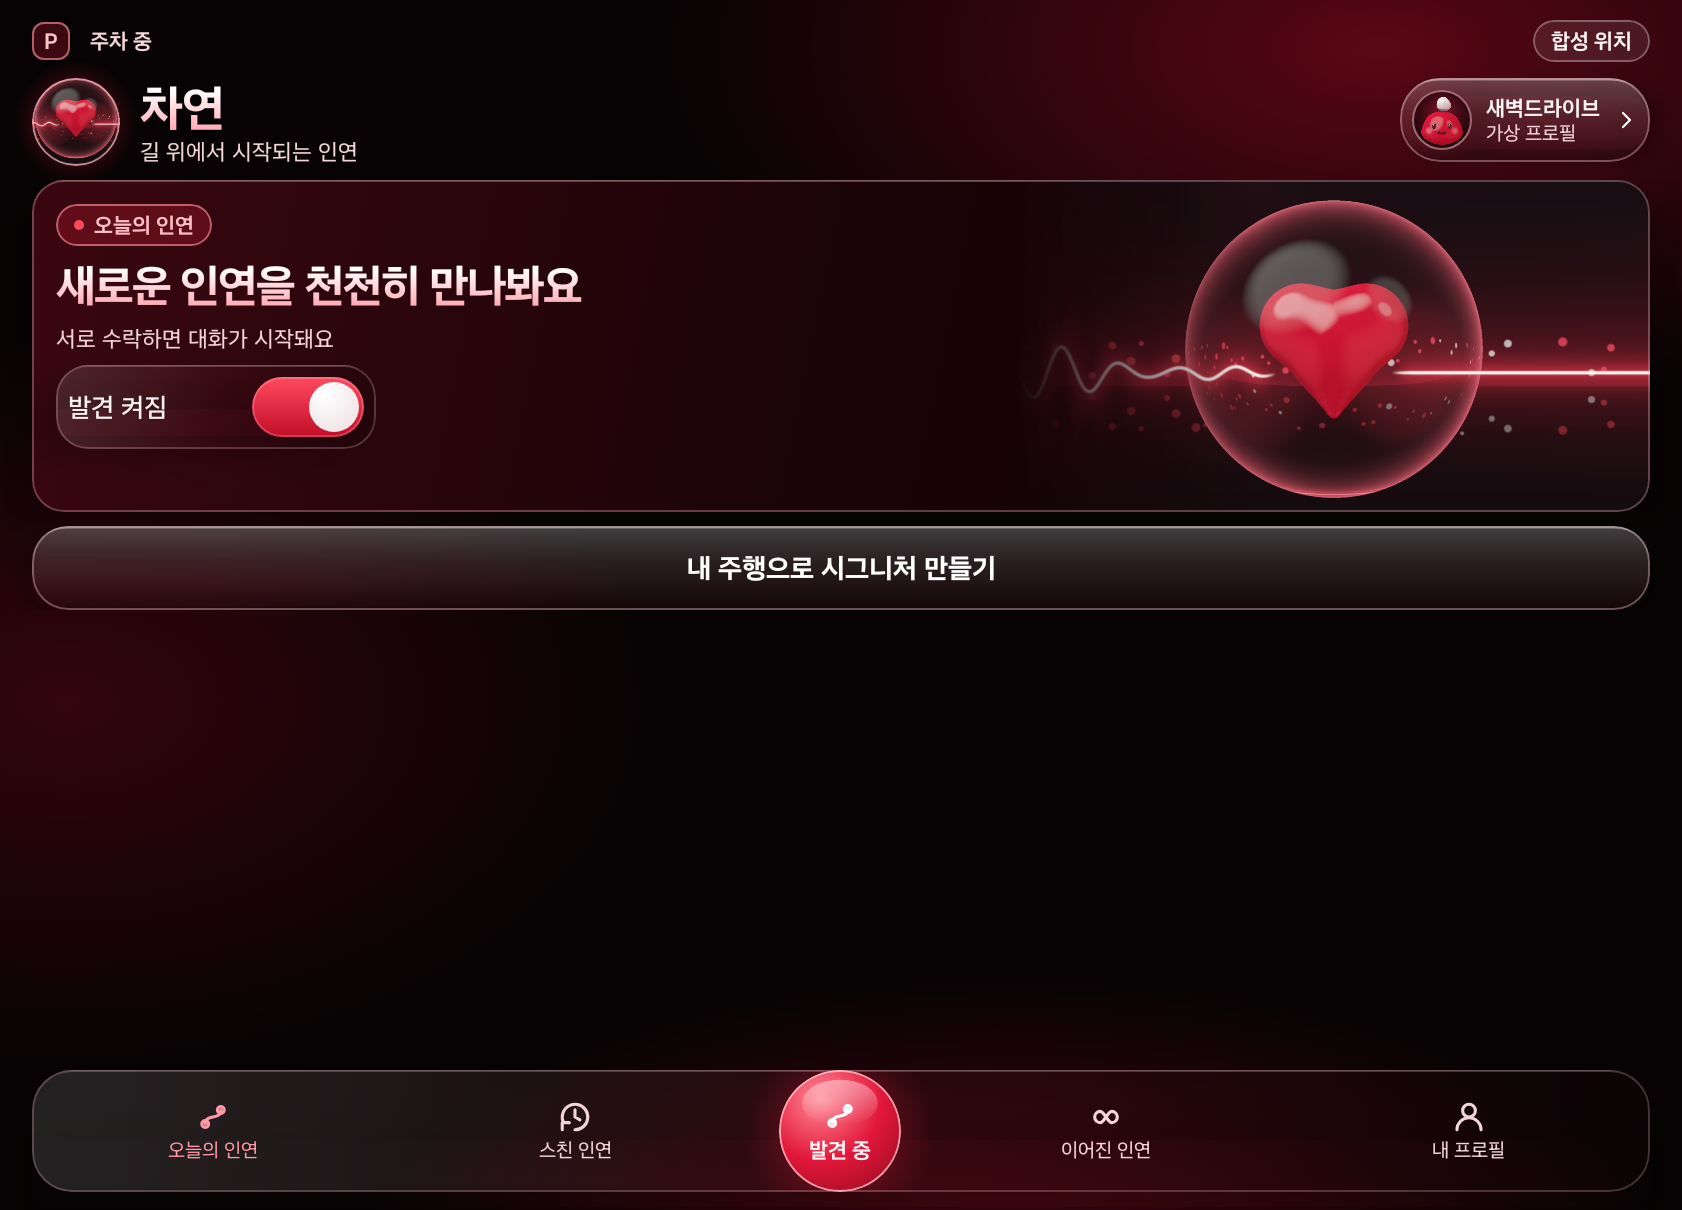 P 주차 중
합성 위치
차연
길 위에서 시작되는 인연
새벽드라이브
가상 프로필
오늘의 인연
새로운 인연을 천천히 만나봐요
서로 수락하면 대화가 시작돼요
발견 켜짐
내 주행으로 시그니처 만들기
오늘의 인연
스친 인연
발견 중
이어진 인연
내 프로필